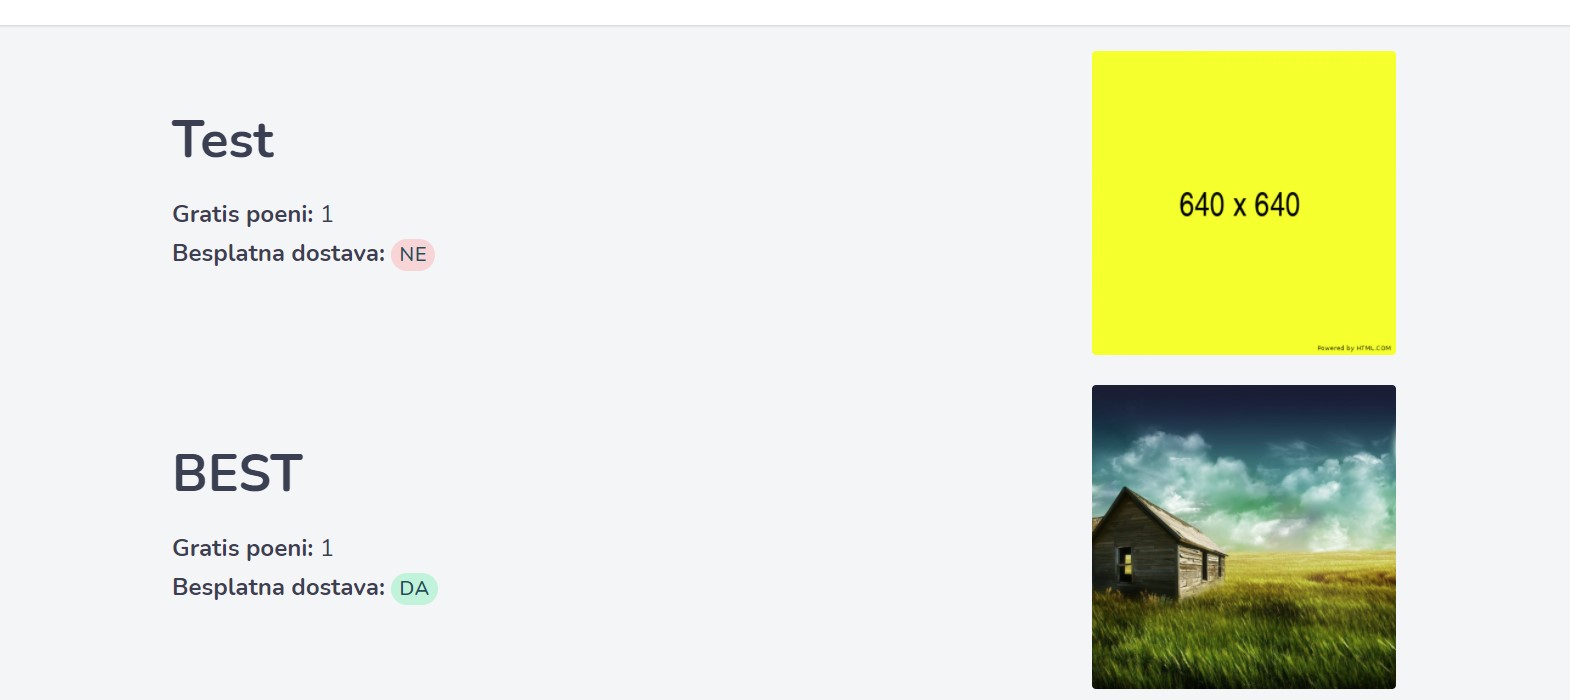 Test
Gratis poeni: 1
Besplatna dostava: NE
640 x 640
Powered by HTML.COM
BEST
Gratis poeni: 1
Besplatna dostava: DA